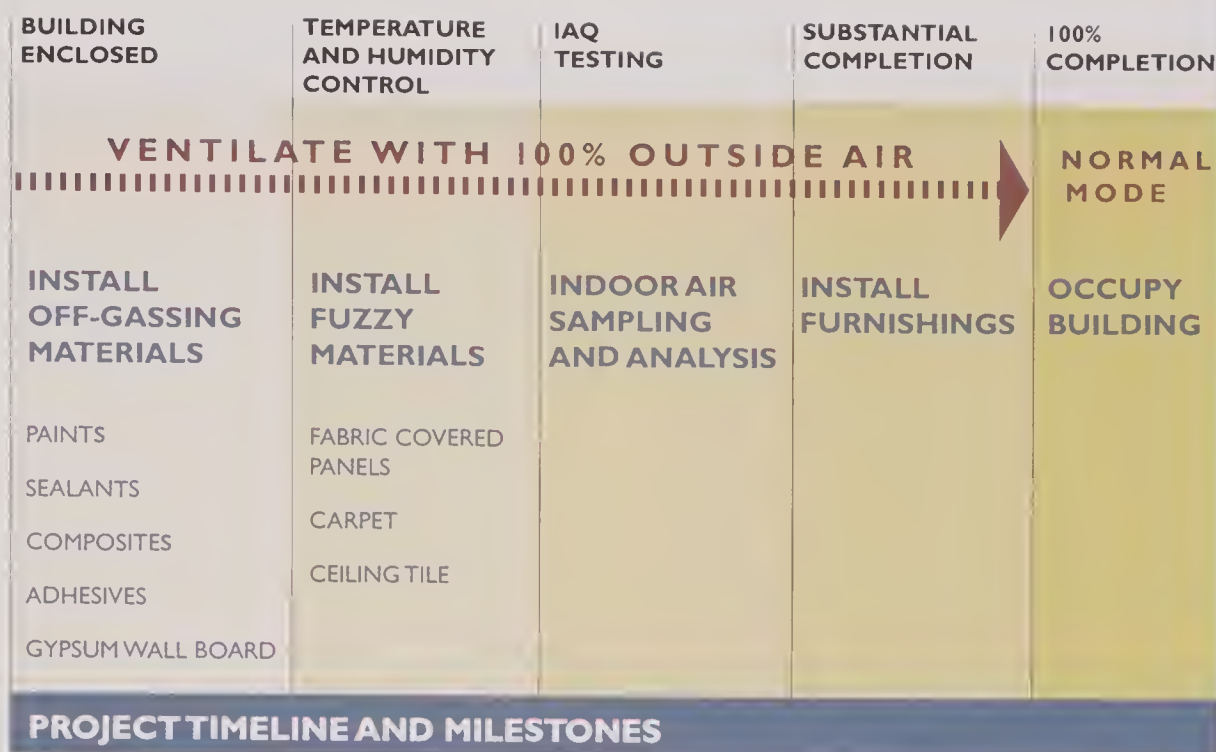 BUILDING
ENCLOSED
TEMPERATURE
AND HUMIDITY
CONTROL
IAQ
TESTING
SUBSTANTIAL
COMPLETION
100%
COMPLETION
VENTILATE WITH 100% OUTSIDE AIR
NORMAL
MODE
INSTALL
OFF-GASSING
MATERIALS
PAINTS
SEALANTS
COMPOSITES
ADHESIVES
GYPSUM WALL BOARD
INSTALL
FUZZY
MATERIALS
FABRIC COVERED
PANELS
CARPET
CEILING TILE
INDOOR AIR
SAMPLING
AND ANALYSIS
INSTALL
FURNISHINGS
OCCUPY
BUILDING
PROJECT TIMELINE AND MILESTONES